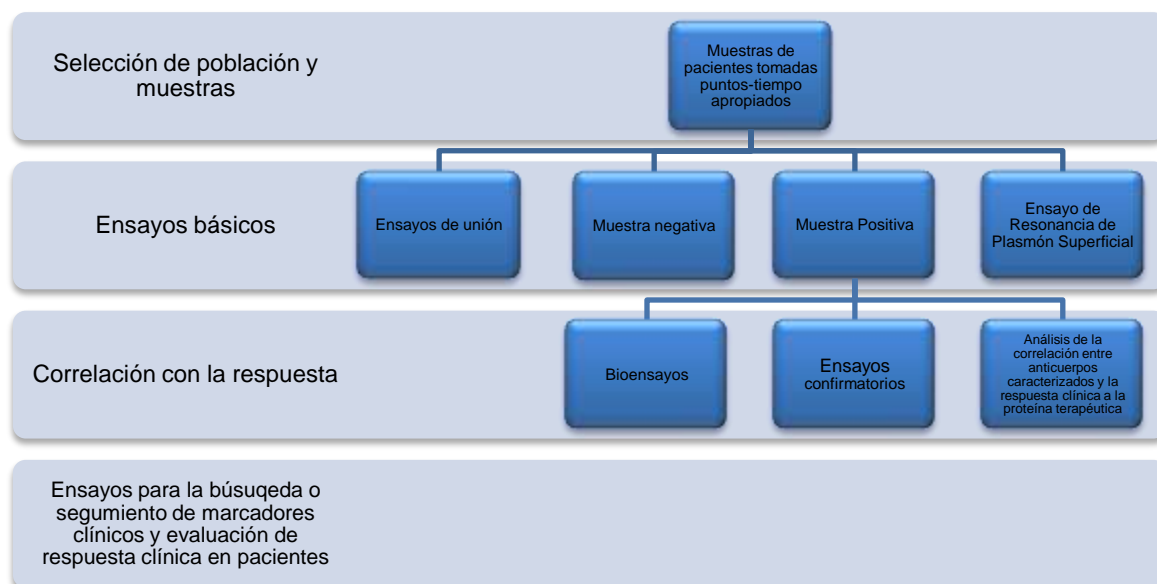 Selección de población y
muestras
Muestras de
pacientes tomadas
puntos-tiempo
apropiados
Ensayos básicos
Ensayos de unión
Muestra negativa
Muestra Positiva
Ensayo de
Resonancia de
Plasmón Superficial
Correlación con la respuesta
Bioensayos
Ensayos
confirmatorios
Análisis de la
correlación entre
anticuerpos
caracterizados y la
respuesta clínica a la
proteína terapéutica
Ensayos para la búsuqeda o
segumiento de marcadores
clínicos y evaluación de
respuesta clínica en pacientes